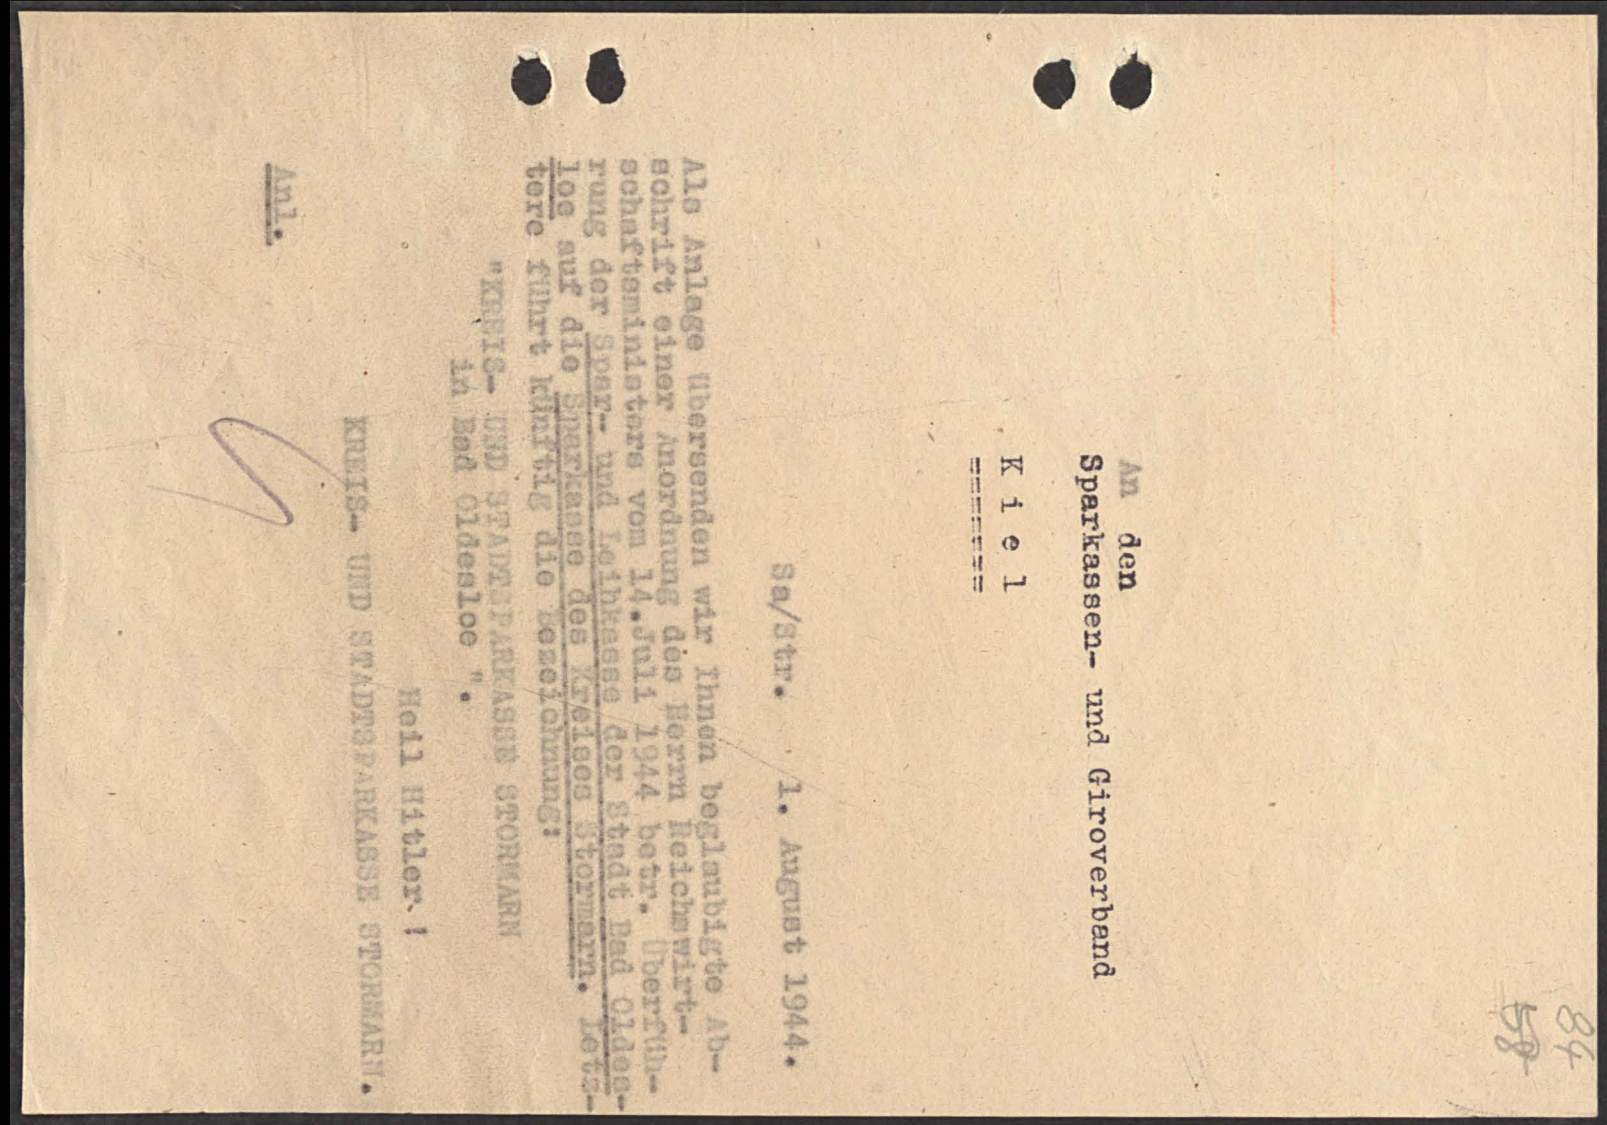 84
58
An den
Sparkassen- und Giroverband
K i e l
=======
Sa/Str. 1. August 1944.
Als Anlage übersenden wir Ihnen beglaubigte Ab-
schrift einer Anordnung des Herrn Reichswirt-
schaftsministers vom 14.Juli 1944 betr. Überfüh-
rung der Spar- und Leihkasse der Stadt Bad Oldes-
loe auf die Sparkasse des Kreises Stormarn. Letz-
tere führt künftig die Bezeichnung:
"KREIS- UND STADTSPARKASSE STORMARN
in Bad Oldesloe ".
Heil Hitler !
KREIS- UND STADTSPARKASSE STORMARN.
Anl.